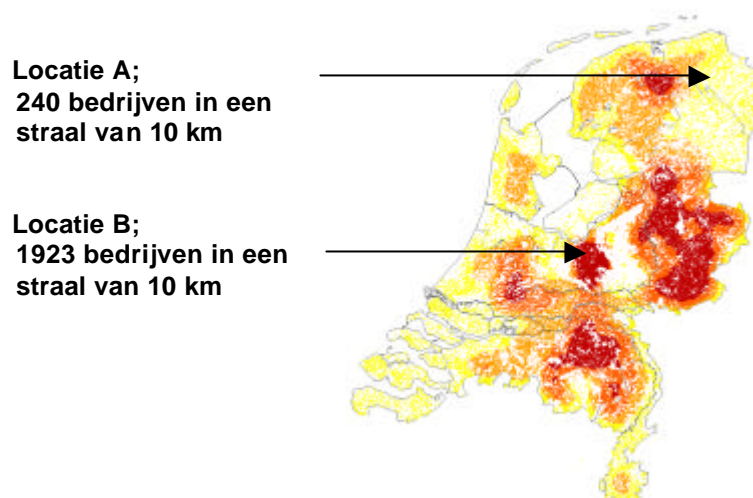 Locatie A;
240 bedrijven in een
straal van 10 km
Locatie B;
1923 bedrijven in een
straal van 10 km